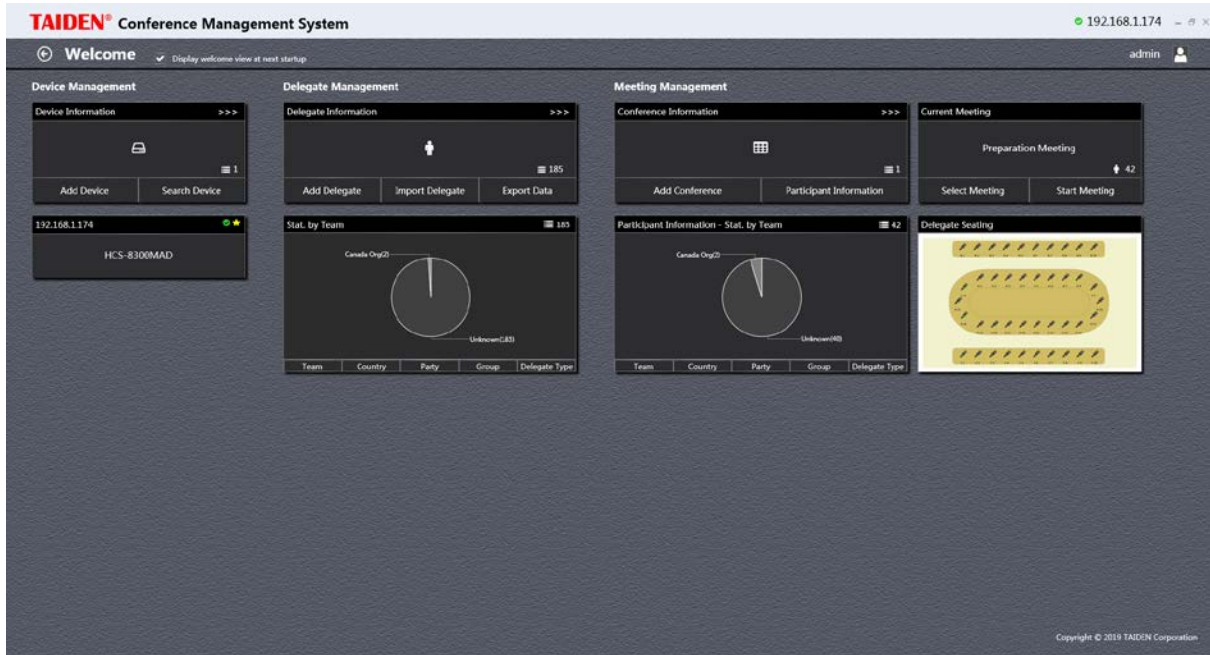 TAIDEN® Conference Management System
192.168.1.174
Welcome
Display welcome view at next startup
admin
Device Management
Device Information >>>
1
Add Device
Search Device
192.168.1.174
HCS-8300MAD
Delegate Management
Delegate Information >>>
185
Add Delegate
Import Delegate
Export Data
Stat. by Team
185
Canada Org(2)
Team
Country
Party
Group
Delegate Type
Meeting Management
Conference Information >>>
1
Add Conference
Participant Information
Participant Information - Stat. by Team
42
Canada Org(2)
Unknown(40)
Team
Country
Party
Group
Delegate Type
Current Meeting
Preparation Meeting
42
Select Meeting
Start Meeting
Delegate Seating
Copyright © 2019 TAIDEN Corporation